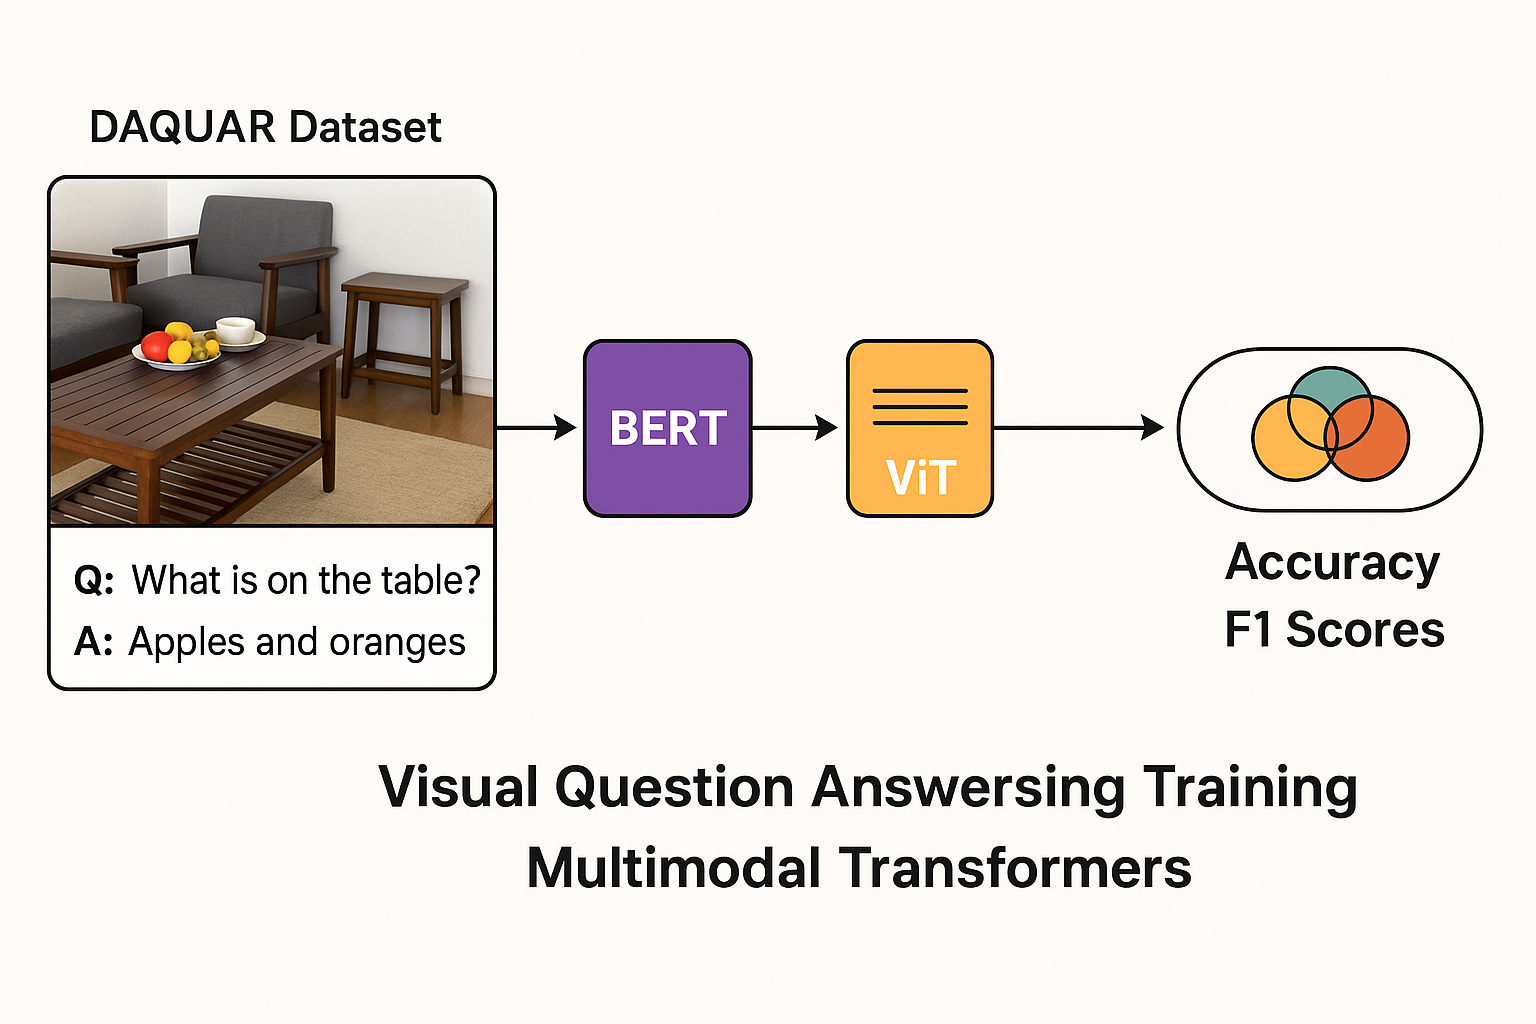 DAQUAR Dataset
Q: What is on the table?
A: Apples and oranges
BERT
ViT
Accuracy
F1 Scores
Visual Question Answersing Training
Multimodal Transformers